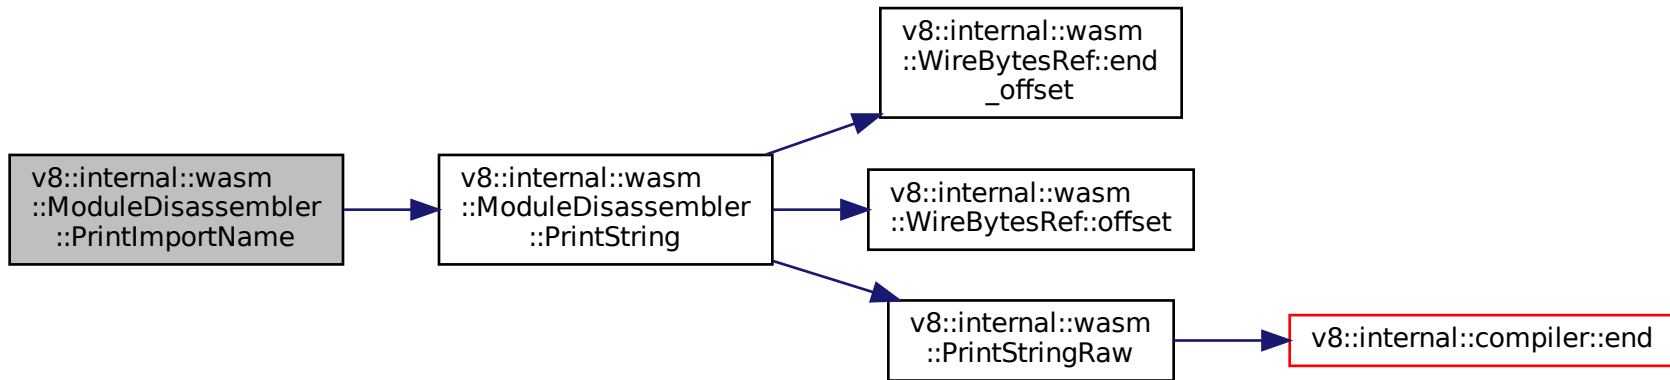 v8::internal::wasm
::ModuleDisassembler
::PrintImportName
v8::internal::wasm
::ModuleDisassembler
::PrintString
v8::internal::wasm
::WireBytesRef::end
_offset
v8::internal::wasm
::WireBytesRef::offset
v8::internal::wasm
::PrintStringRaw
v8::internal::compiler::end